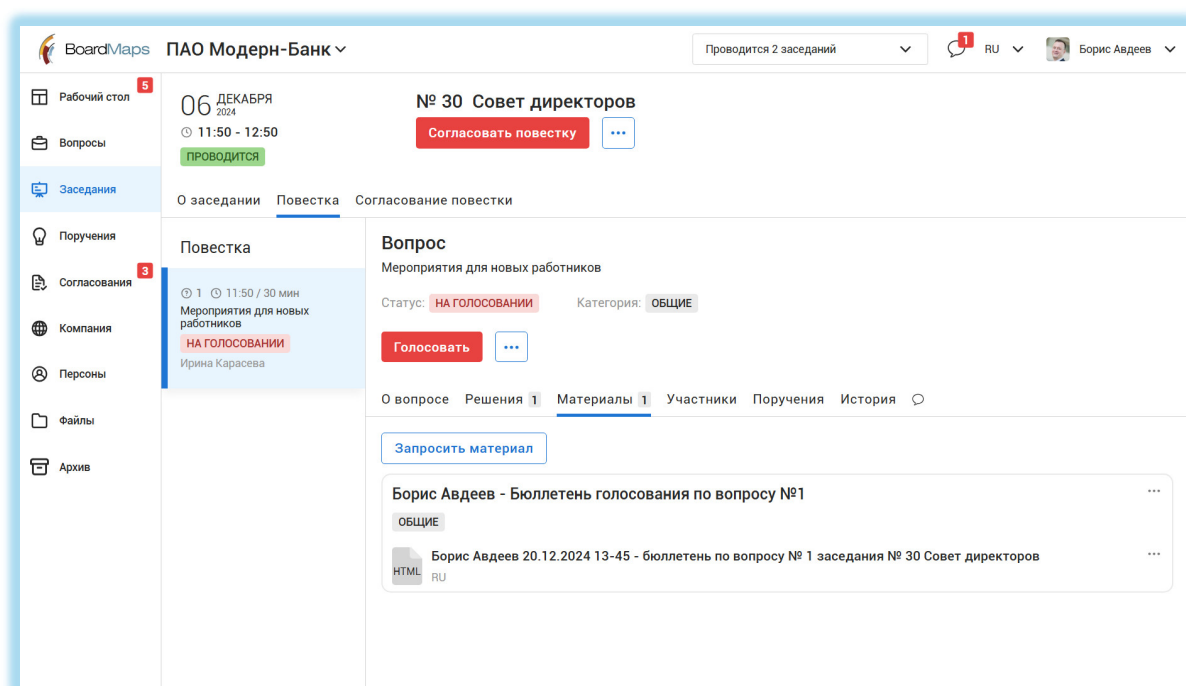 BoardMaps
ПАО Модерн-Банк
Проводится 2 заседаний
1
RU
Борис Авдеев
Рабочий стол
5
Вопросы
Заседания
Поручения
Согласования
3
Компания
Персоны
Файлы
Архив
06 ДЕКАБРЯ
2024
11:50 - 12:50
ПРОВОДИТСЯ
№ 30 Совет директоров
Согласовать повестку
О заседании Повестка Согласование повестки
Повестка
1 11:50 / 30 мин
Мероприятия для новых
работников
НА ГОЛОСОВАНИИ
Ирина Карасева
Вопрос
Мероприятия для новых работников
Статус: НА ГОЛОСОВАНИИ Категория: ОБЩИЕ
Голосовать
О вопросе Решения 1 Материалы 1 Участники Поручения История
Запросить материал
Борис Авдеев - Бюллетень голосования по вопросу №1
ОБЩИЕ
HTML
Борис Авдеев 20.12.2024 13-45 - бюллетень по вопросу № 1 заседания № 30 Совет директоров
RU